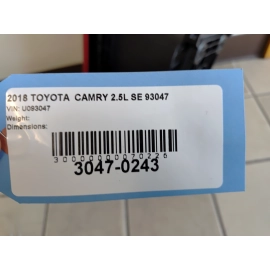 2018 TOYOTA CAMRY 2.5L SE 93047
VIN: U093047
Weight:
Dimensions:
3000000070226
3047-0243